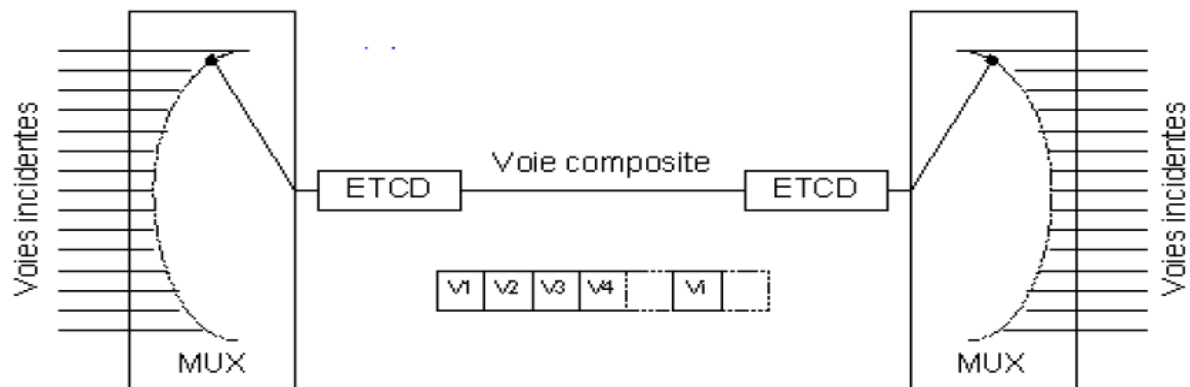 Voies incidentes
ETCD
Voie composite
ETCD
Voies incidentes
V1 V2 V3 V4 Vi
MUX
MUX